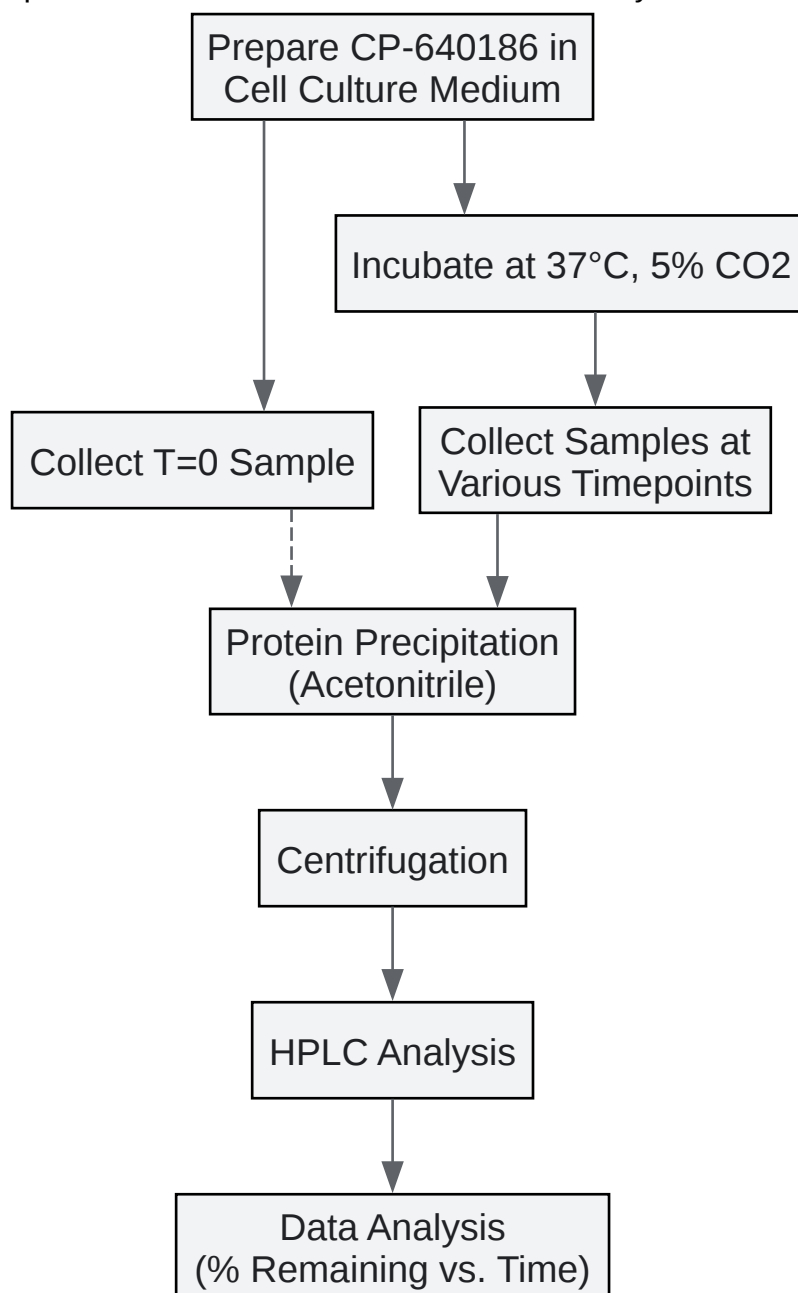 Prepare CP-640186 in
Cell Culture Medium
Incubate at 37°C, 5% CO2
Collect T=0 Sample
Collect Samples at
Various Timepoints
Protein Precipitation
(Acetonitrile)
Centrifugation
HPLC Analysis
Data Analysis
(% Remaining vs. Time)